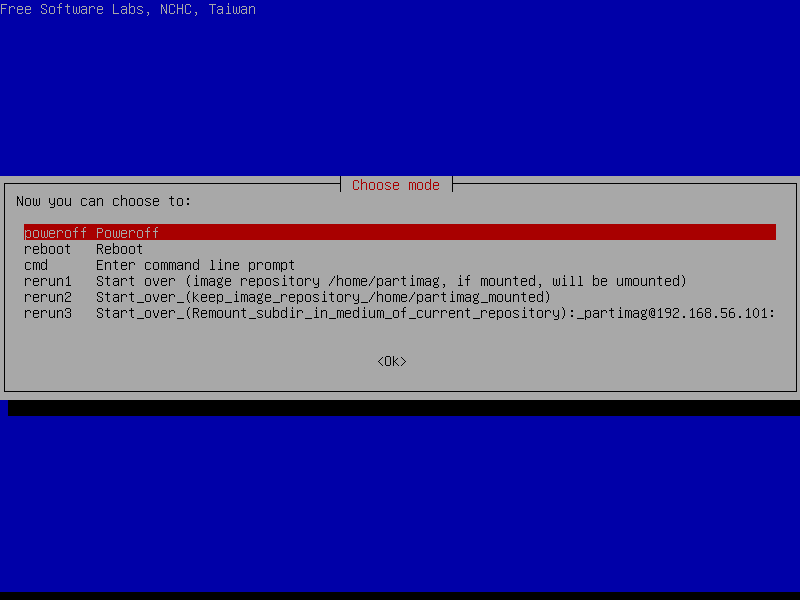 Free Software Labs, NCHC, Taiwan
Choose mode
Now you can choose to:
poweroff Poweroff
reboot Reboot
cmd Enter command line prompt
rerun1 Start over (image repository /home/partimag, if mounted, will be umounted)
rerun2 Start_over_(keep_image_repository_/home/partimag_mounted)
rerun3 Start_over_(Remount_subdir_in_medium_of_current_repository):_partimag@192.168.56.101:
<Ok>